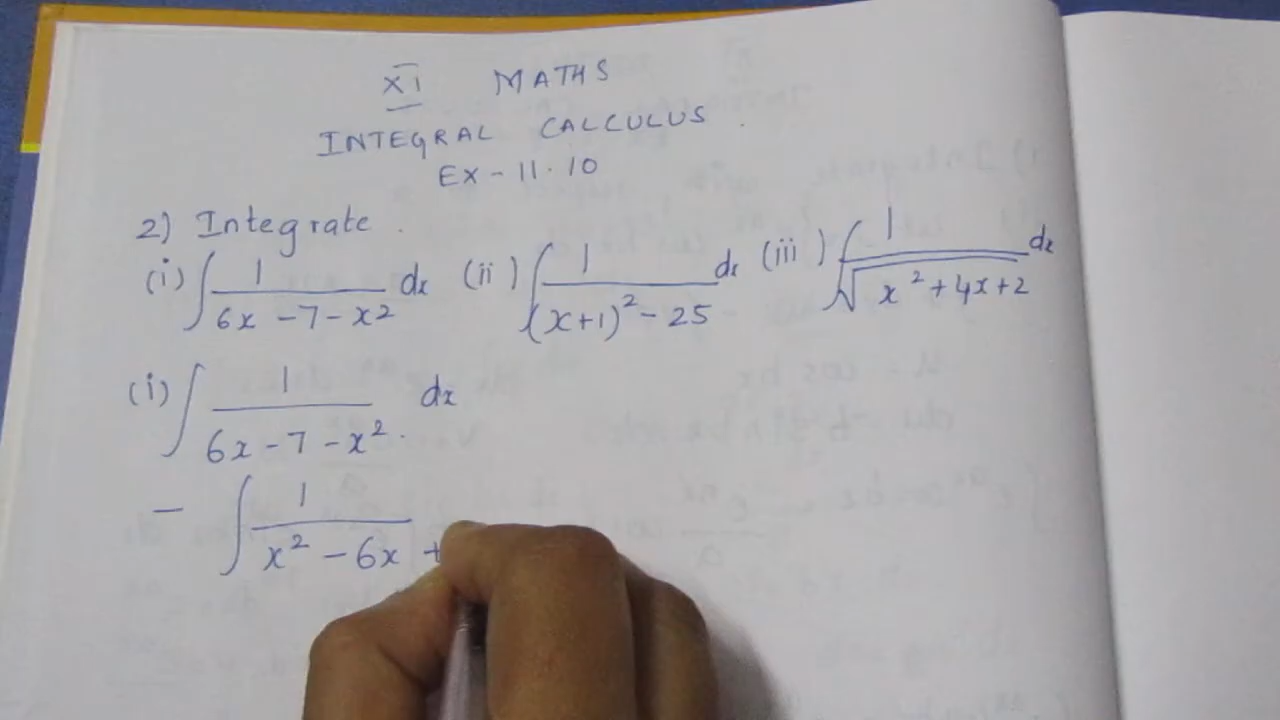 XI MATHS
INTEGRAL CALCULUS.
EX - 11.10
2) Integrate.
(i) ∫ 1/(6x - 7 - x²) dx (ii) ∫ 1/((x+1)² - 25) dx (iii) ∫ 1/√(x² + 4x + 2) dx
(i) ∫ 1/(6x - 7 - x²) dx
- ∫ 1/(x² - 6x +